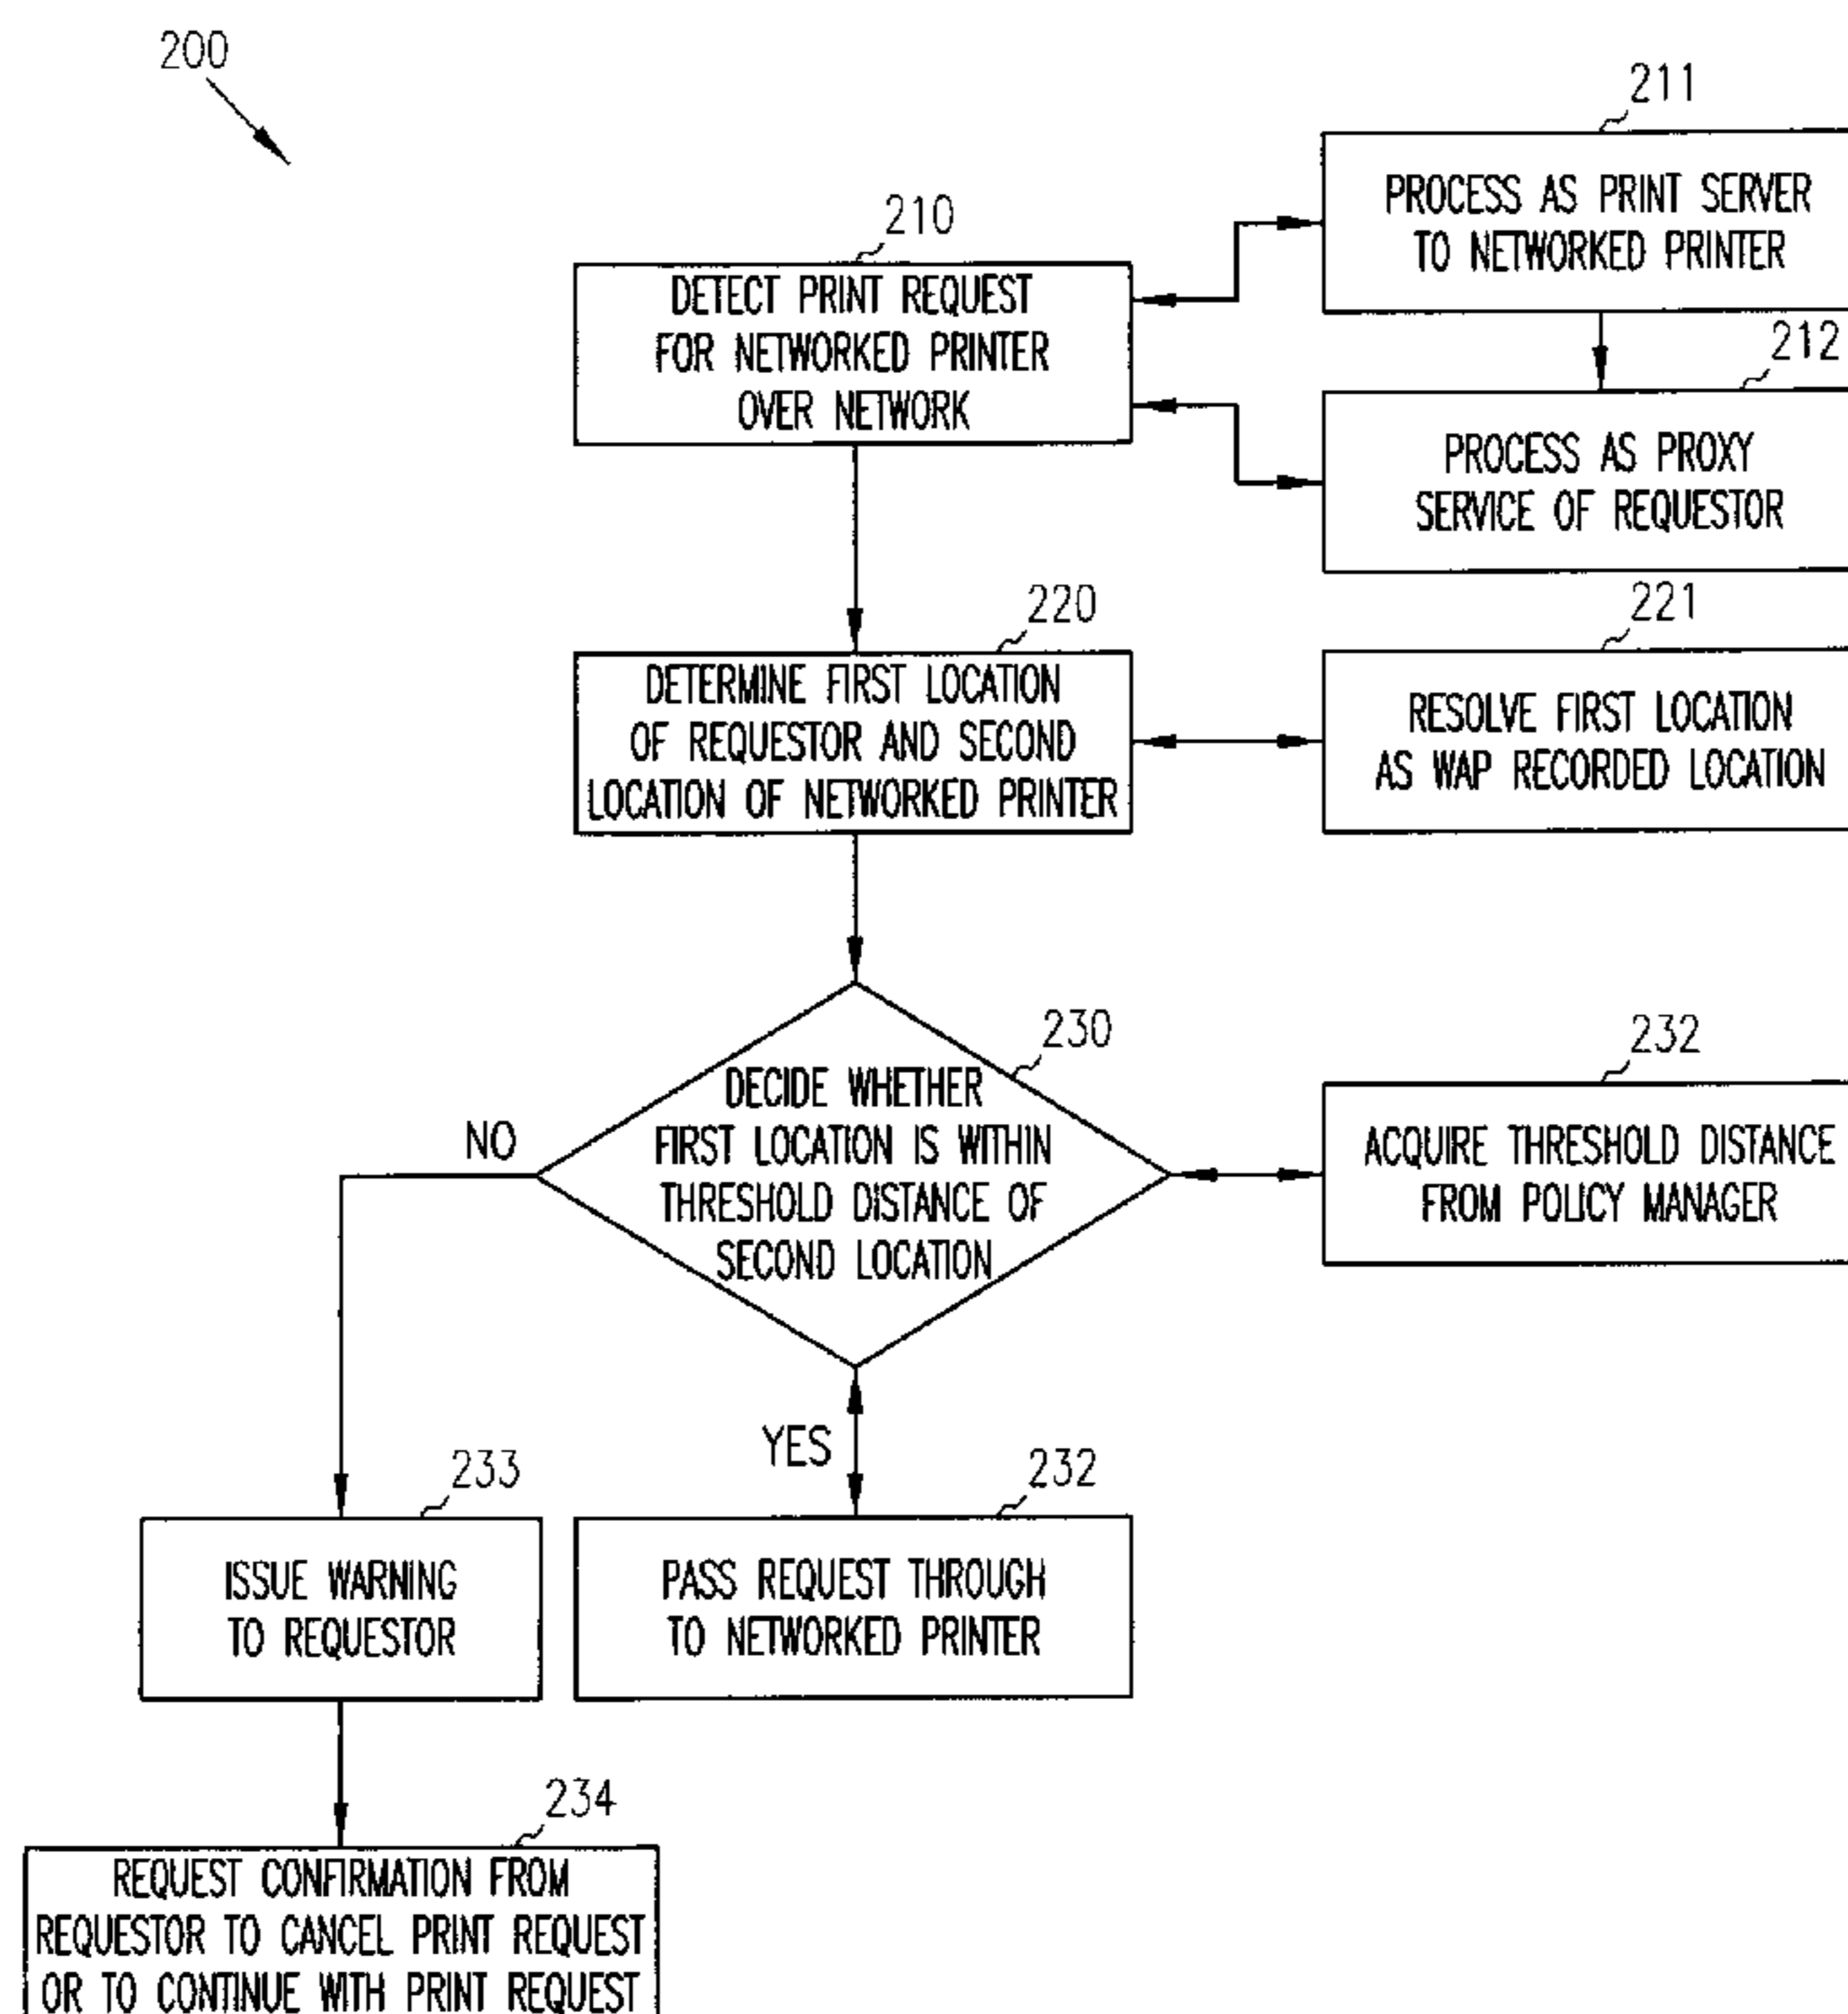 200
211
PROCESS AS PRINT SERVER
TO NETWORKED PRINTER
210
DETECT PRINT REQUEST
FOR NETWORKED PRINTER
OVER NETWORK
212
PROCESS AS PROXY
SERVICE OF REQUESTOR
220
DETERMINE FIRST LOCATION
OF REQUESTOR AND SECOND
LOCATION OF NETWORKED PRINTER
221
RESOLVE FIRST LOCATION
AS WAP RECORDED LOCATION
230
DECIDE WHETHER
FIRST LOCATION IS WITHIN
THRESHOLD DISTANCE OF
SECOND LOCATION
232
ACQUIRE THRESHOLD DISTANCE
FROM POLICY MANAGER
NO
YES
233
ISSUE WARNING
TO REQUESTOR
232
PASS REQUEST THROUGH
TO NETWORKED PRINTER
234
REQUEST CONFIRMATION FROM
REQUESTOR TO CANCEL PRINT REQUEST
OR TO CONTINUE WITH PRINT REQUEST